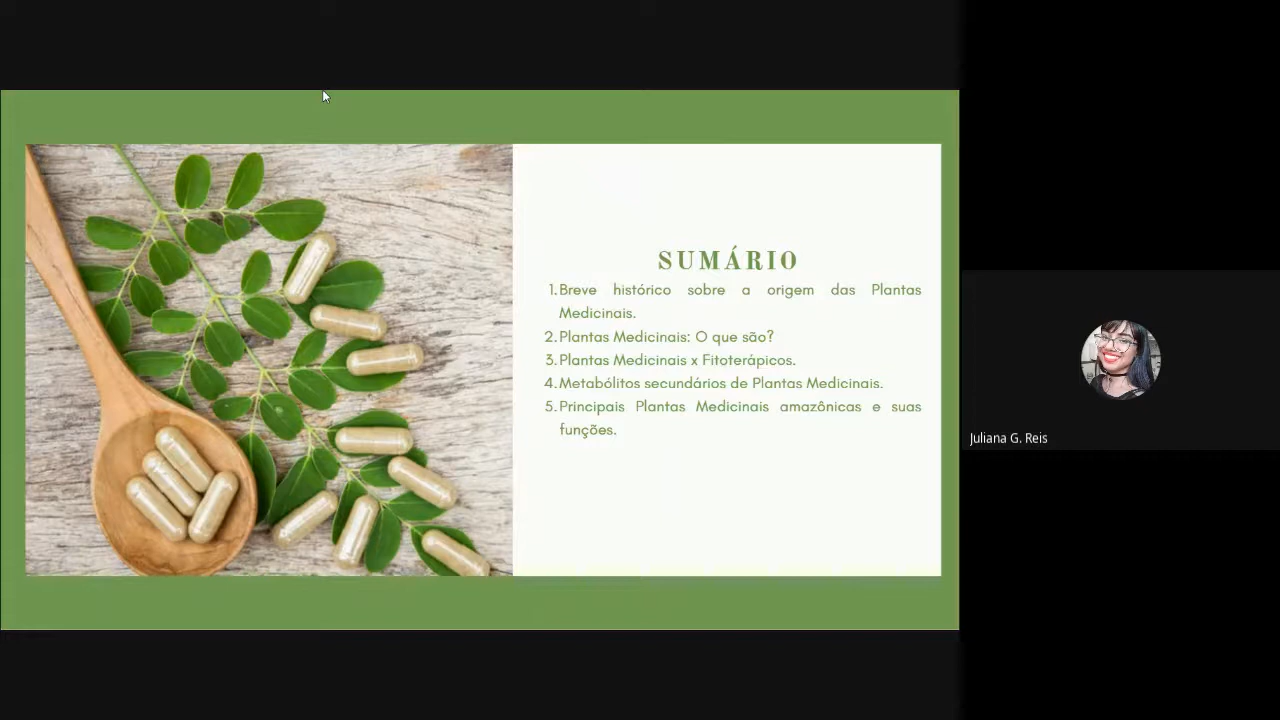 SUMÁRIO
1. Breve histórico sobre a origem das Plantas
Medicinais.
2. Plantas Medicinais: O que são?
3. Plantas Medicinais x Fitoterápicos.
4. Metabólitos secundários de Plantas Medicinais.
5. Principais Plantas Medicinais amazônicas e suas
funções.
Juliana G. Reis